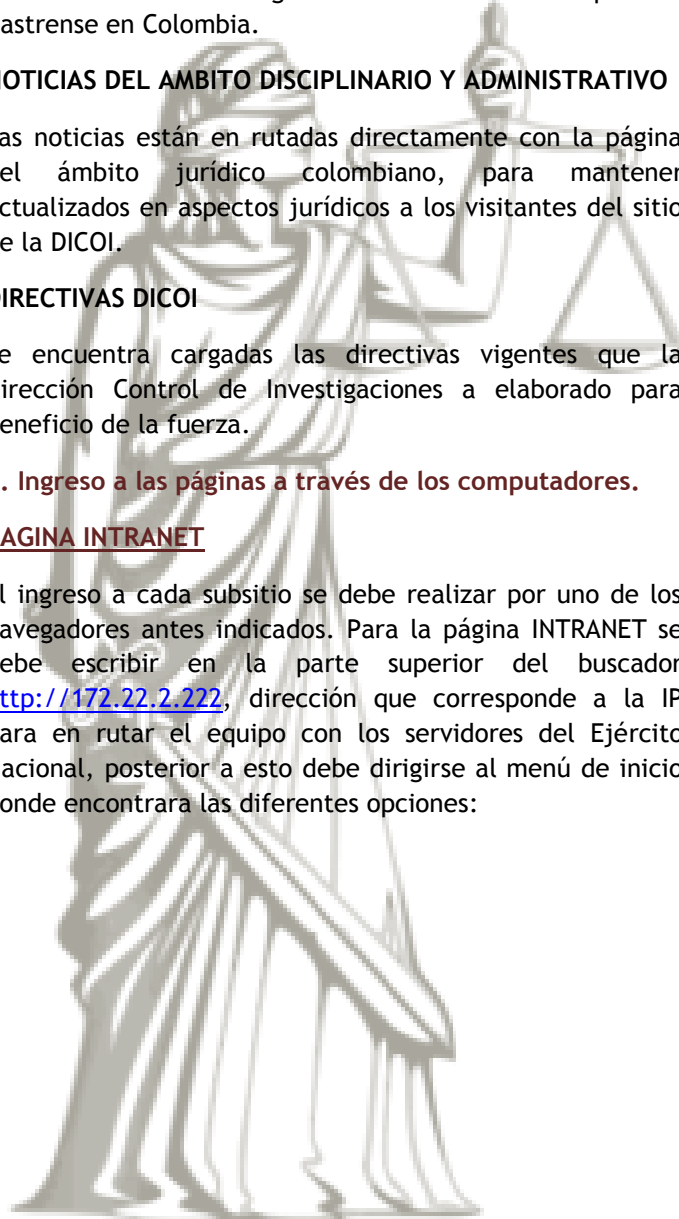 astrense en Colombia.
OTICIAS DEL AMBITO DISCIPLINARIO Y ADMINISTRATIVO
as noticias están en rutadas directamente con la página
el ámbito jurídico colombiano, para mantener
ctualizados en aspectos jurídicos a los visitantes del sitio
e la DICOI.
DIRECTIVAS DICOI
e encuentra cargadas las directivas vigentes que la
irección Control de Investigaciones a elaborado para
eneficio de la fuerza.
. Ingreso a las páginas a través de los computadores.
AGINA INTRANET
l ingreso a cada subsitio se debe realizar por uno de los
avegadores antes indicados. Para la página INTRANET se
ebe escribir en la parte superior del buscador
ttp://172.22.2.222, dirección que corresponde a la IP
ara en rutar el equipo con los servidores del Ejército
acional, posterior a esto debe dirigirse al menú de inicio
onde encontrara las diferentes opciones: